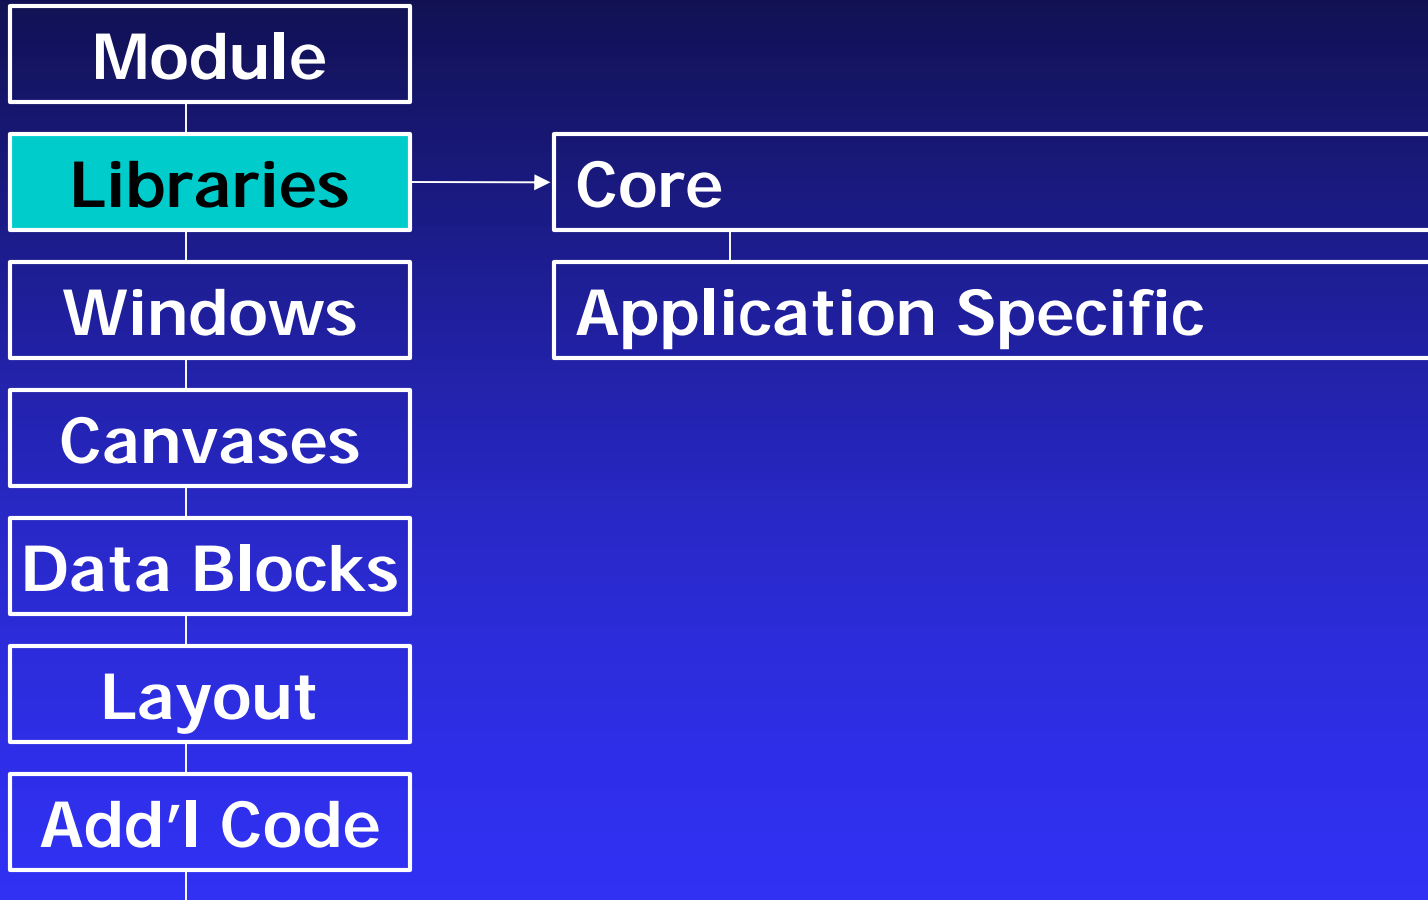 Module
Libraries
Core
Windows
Application Specific
Canvases
Data Blocks
Layout
Add’l Code